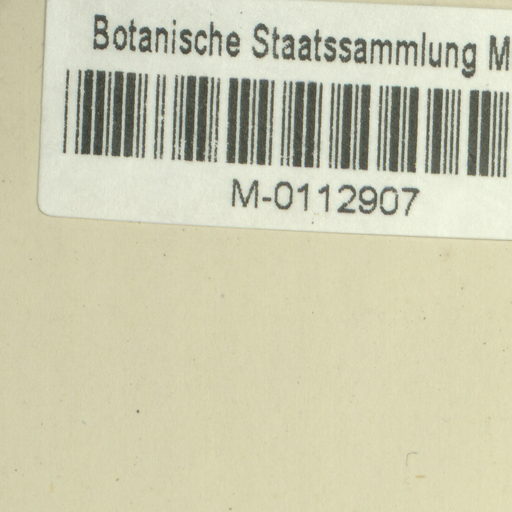 Botanische Staatssammlung M
M-0112907